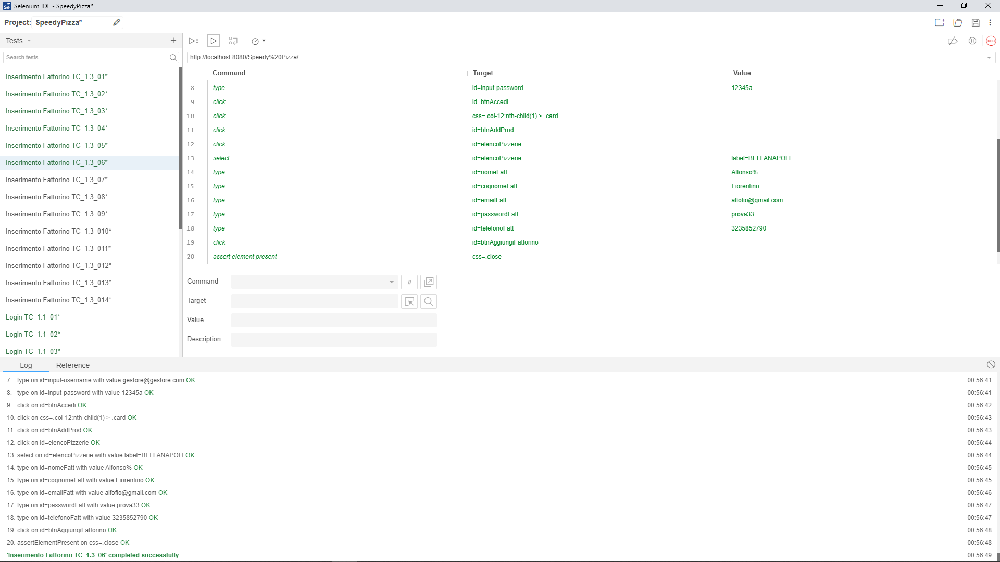 Selenium IDE - SpeedyPizza*
Project: SpeedyPizza*
Tests
Search tests...
Inserimento Fattorino TC_1.3_01*
Inserimento Fattorino TC_1.3_02*
Inserimento Fattorino TC_1.3_03*
Inserimento Fattorino TC_1.3_04*
Inserimento Fattorino TC_1.3_05*
Inserimento Fattorino TC_1.3_06*
Inserimento Fattorino TC_1.3_07*
Inserimento Fattorino TC_1.3_08*
Inserimento Fattorino TC_1.3_09*
Inserimento Fattorino TC_1.3_010*
Inserimento Fattorino TC_1.3_011*
Inserimento Fattorino TC_1.3_012*
Inserimento Fattorino TC_1.3_013*
Inserimento Fattorino TC_1.3_014*
Login TC_1.1_01*
Login TC_1.1_02*
Login TC_1.1_03*
REC
http://localhost:8080/Speedy%20Pizza/
Command Target Value
8 type id=input-password 12345a
9 click id=btnAccedi
10 click css=.col-12:nth-child(1) > .card
11 click id=btnAddProd
12 click id=elencoPizzerie
13 select id=elencoPizzerie label=BELLANAPOLI
14 type id=nomeFatt Alfonso%
15 type id=cognomeFatt Fiorentino
16 type id=emailFatt alfofio@gmail.com
17 type id=passwordFatt prova33
18 type id=telefonoFatt 3235852790
19 click id=btnAggiungiFattorino
20 assert element present css=.close
Command //
Target
Value
Description
Log Reference
7. type on id=input-username with value gestore@gestore.com OK 00:56:41
8. type on id=input-password with value 12345a OK 00:56:41
9. click on id=btnAccedi OK 00:56:42
10. click on css=.col-12:nth-child(1) > .card OK 00:56:43
11. click on id=btnAddProd OK 00:56:43
12. click on id=elencoPizzerie OK 00:56:44
13. select on id=elencoPizzerie with value label=BELLANAPOLI OK 00:56:44
14. type on id=nomeFatt with value Alfonso% OK 00:56:45
15. type on id=cognomeFatt with value Fiorentino OK 00:56:45
16. type on id=emailFatt with value alfofio@gmail.com OK 00:56:46
17. type on id=passwordFatt with value prova33 OK 00:56:47
18. type on id=telefonoFatt with value 3235852790 OK 00:56:47
19. click on id=btnAggiungiFattorino OK 00:56:48
20. assertElementPresent on css=.close OK 00:56:48
'Inserimento Fattorino TC_1.3_06' completed successfully 00:56:49